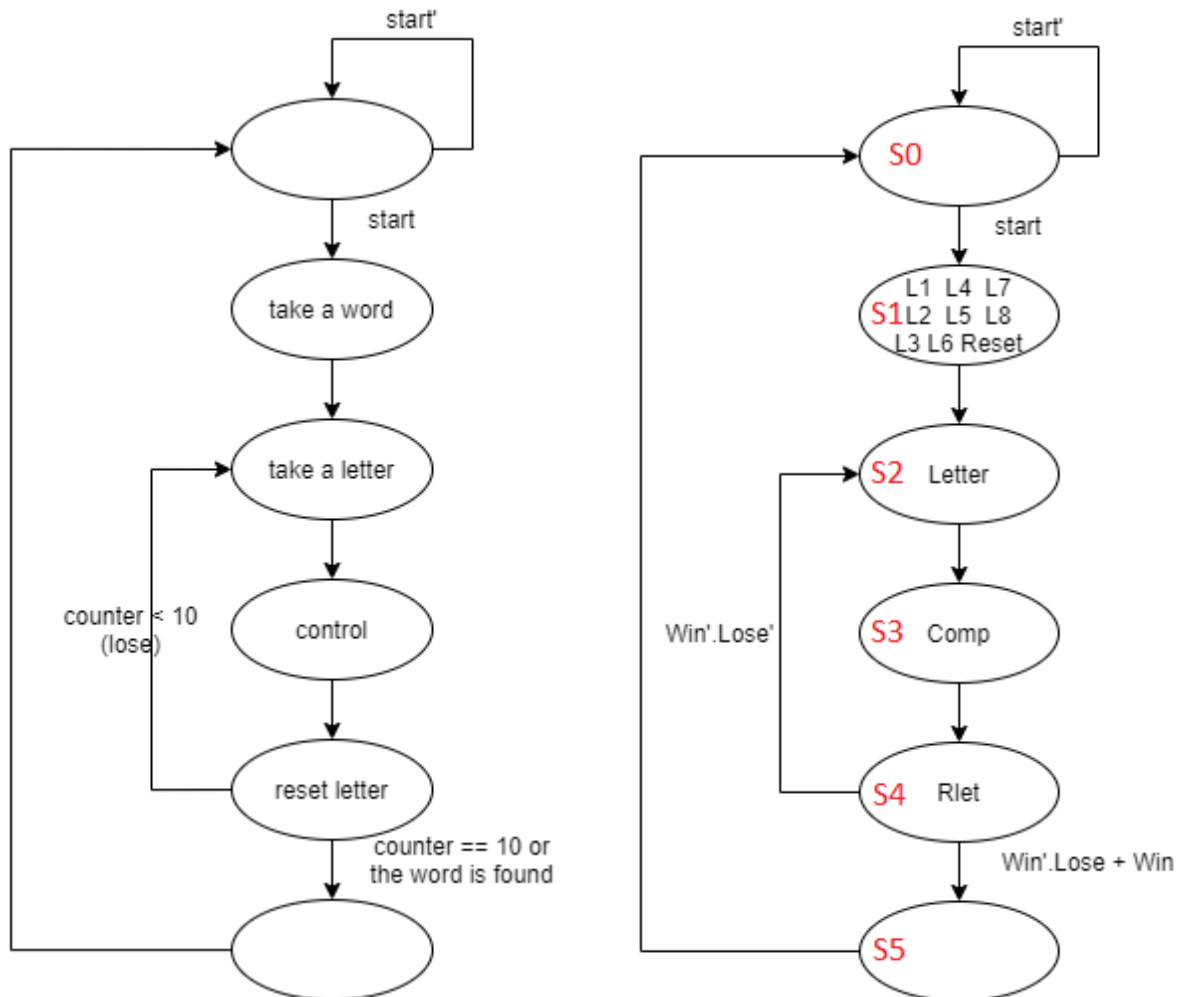 start'
start
take a word
take a letter
counter < 10
(lose)
control
reset letter
counter == 10 or
the word is found
start'
S0
start
L1 L4 L7
S1 L2 L5 L8
L3 L6 Reset
S2 Letter
Win'.Lose'
S3 Comp
S4 Rlet
Win'.Lose + Win
S5